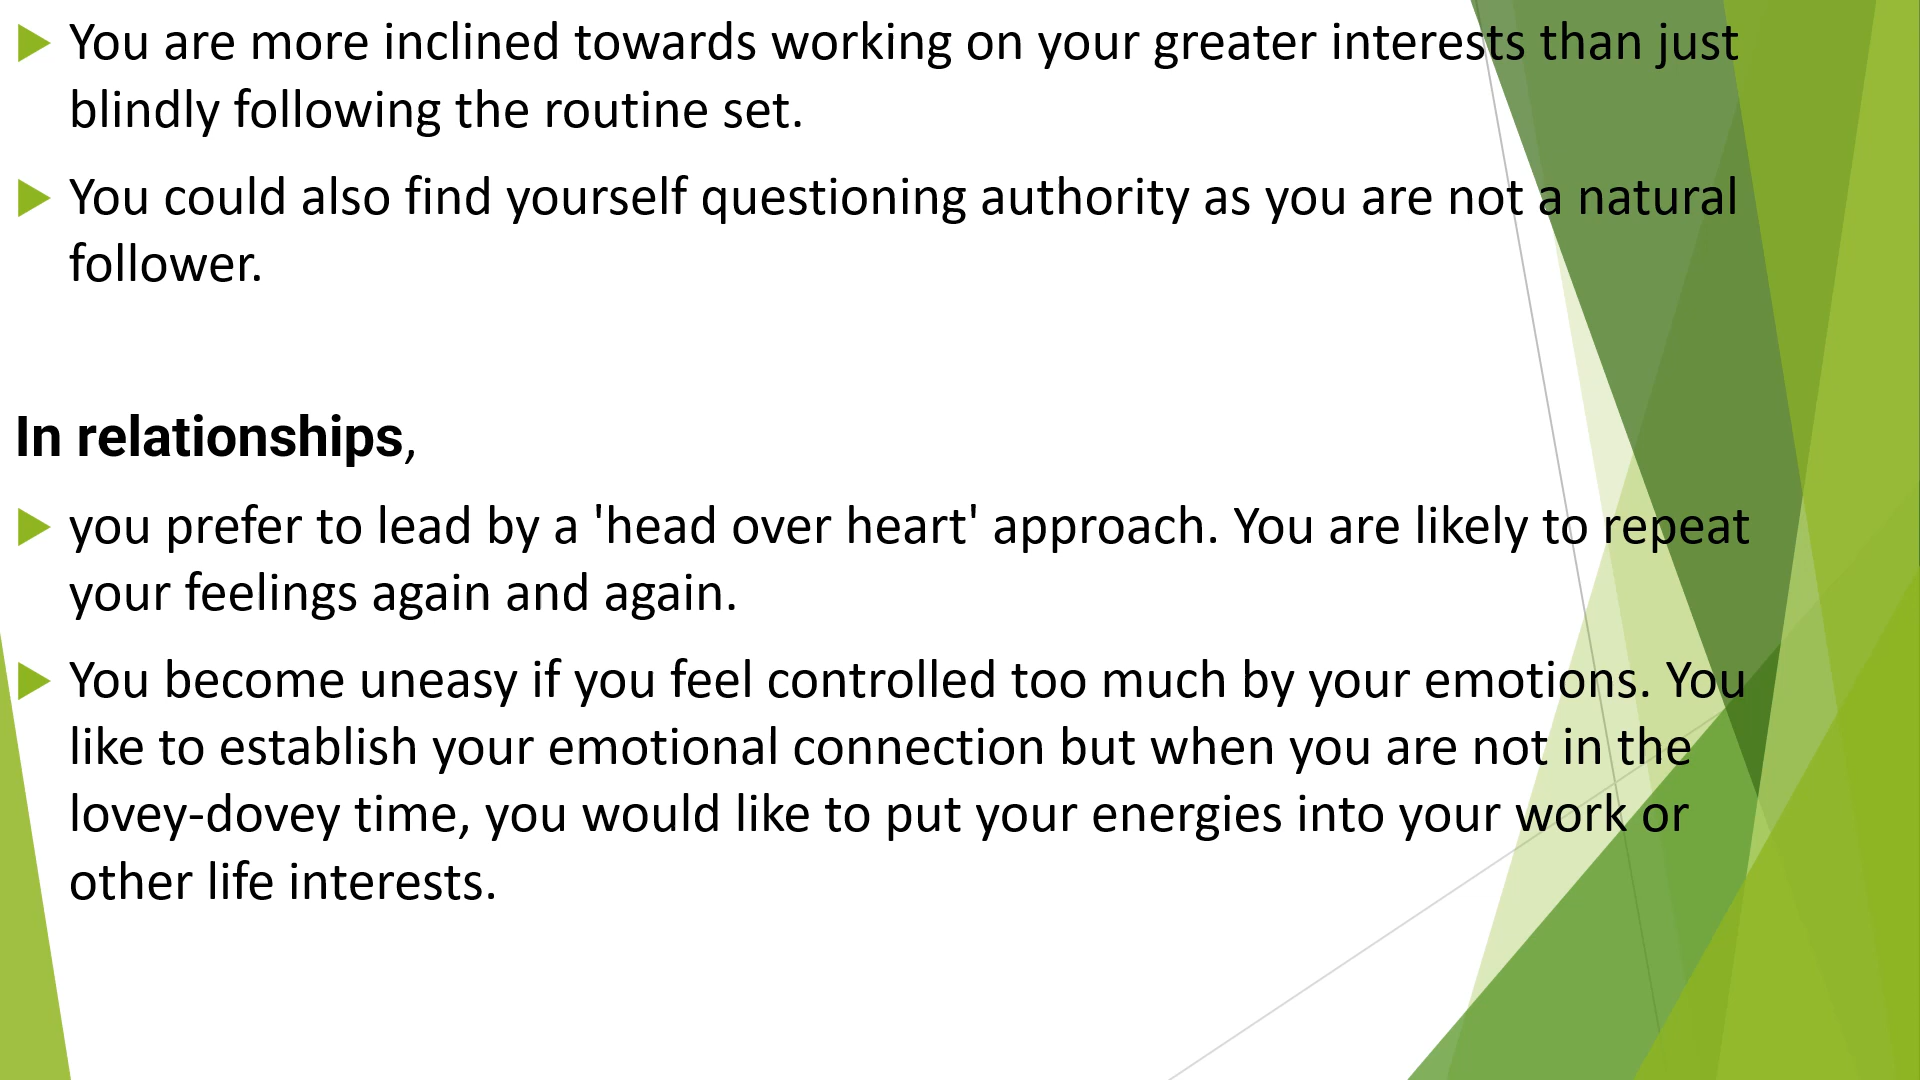 You are more inclined towards working on your greater interests than just
blindly following the routine set.
You could also find yourself questioning authority as you are not a natural
follower.
In relationships,
you prefer to lead by a 'head over heart' approach. You are likely to repeat
your feelings again and again.
You become uneasy if you feel controlled too much by your emotions. You
like to establish your emotional connection but when you are not in the
lovey-dovey time, you would like to put your energies into your work or
other life interests.